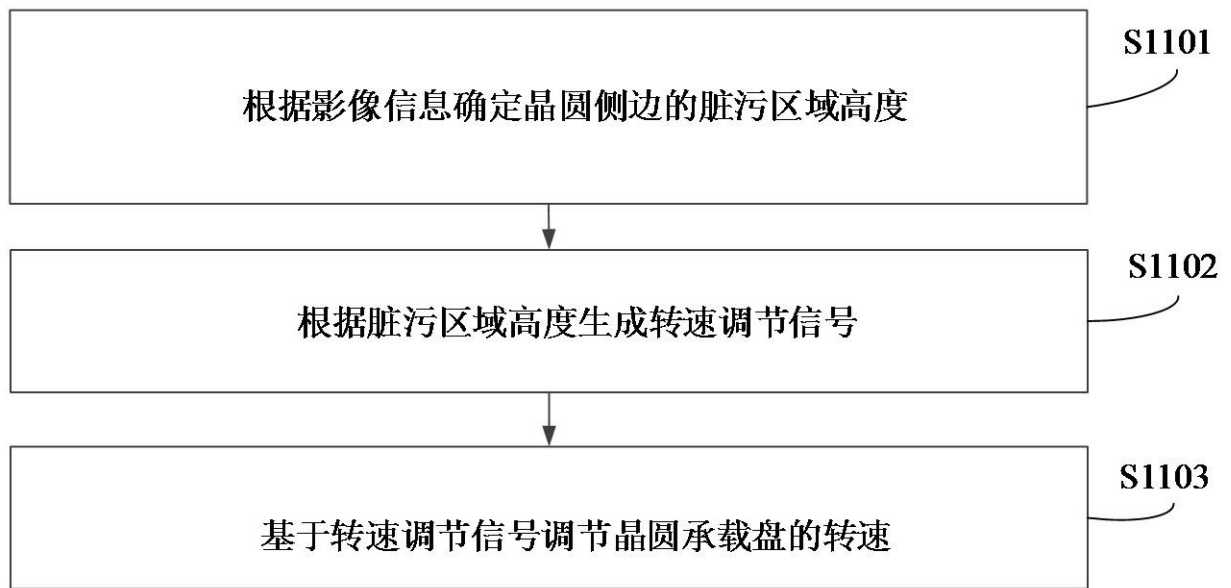 S1101
根据影像信息确定晶圆侧边的脏污区域高度
S1102
根据脏污区域高度生成转速调节信号
S1103
基于转速调节信号调节晶圆承载盘的转速